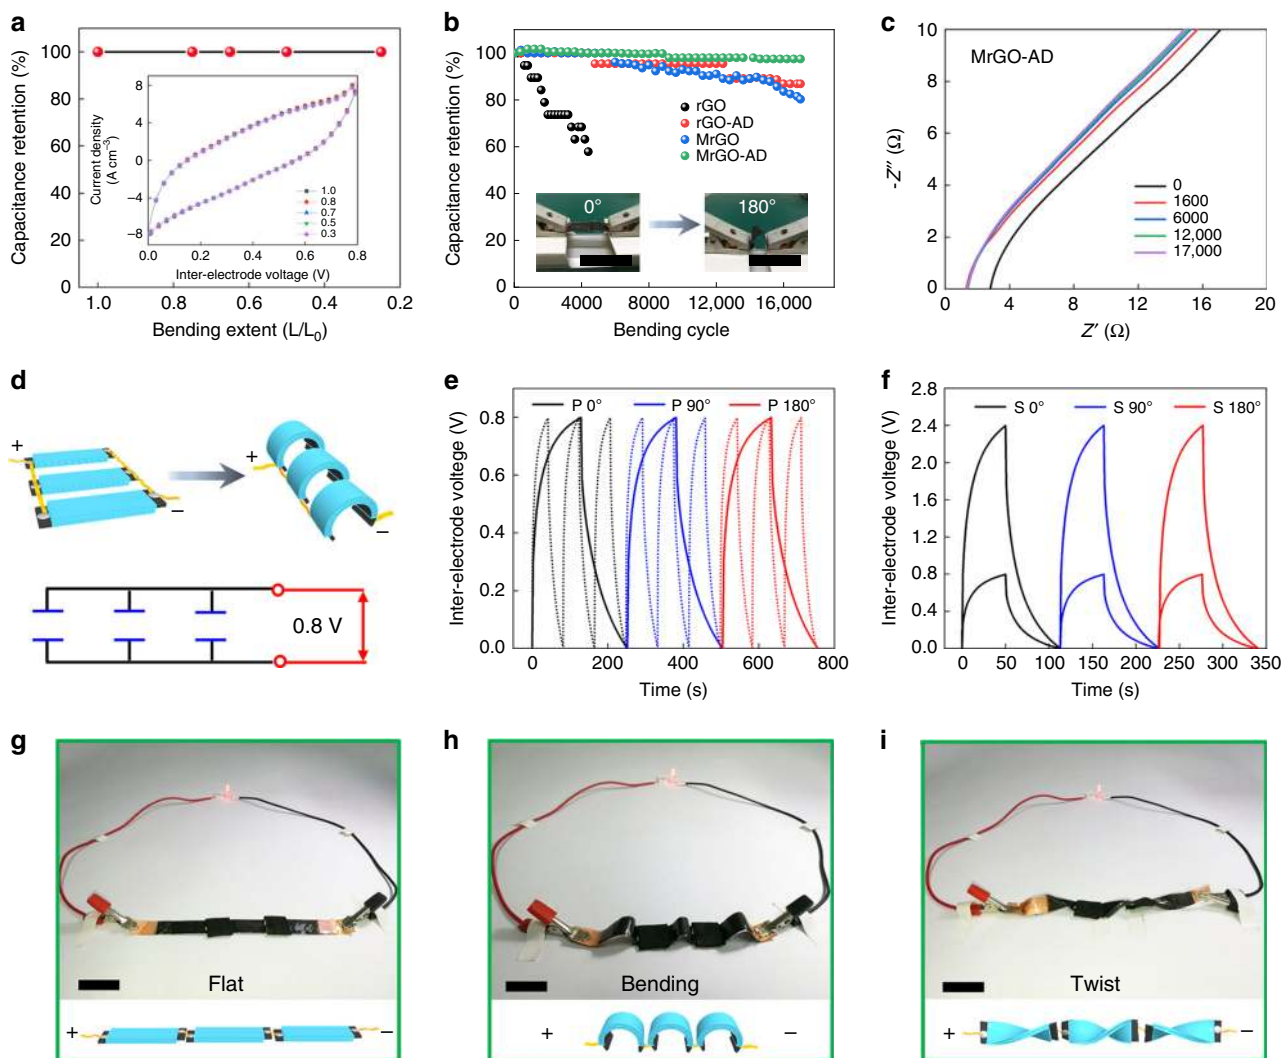 a
Capacitance retention (%)
100
80
60
40
20
0
1.0
0.8
0.6
0.4
0.2
Bending extent (L/L₀)
Current density
(A cm⁻³)
8
4
0
−4
−8
0.0
0.2
0.4
0.6
0.8
Inter-electrode voltage (V)
1.0
0.8
0.7
0.5
0.3
b
Capacitance retention (%)
100
80
60
40
20
0
0
4000
8000
12,000
16,000
Bending cycle
rGO
rGO-AD
MrGO
MrGO-AD
0°
180°
c
MrGO-AD
-Z″ (Ω)
10
8
6
4
2
0
0
4
8
12
16
20
Z′ (Ω)
0
1600
6000
12,000
17,000
d
+
−
+
−
0.8 V
e
Inter-electrode voltege (V)
0.8
0.6
0.4
0.2
0.0
P 0°
P 90°
P 180°
0
200
400
600
800
Time (s)
f
Inter-electrode voltage (V)
2.8
2.4
2.0
1.6
1.2
0.8
0.4
0.0
S 0°
S 90°
S 180°
0
50
100
150
200
250
300
350
Time (s)
g
Flat
+
−
h
Bending
+
−
i
Twist
+
−